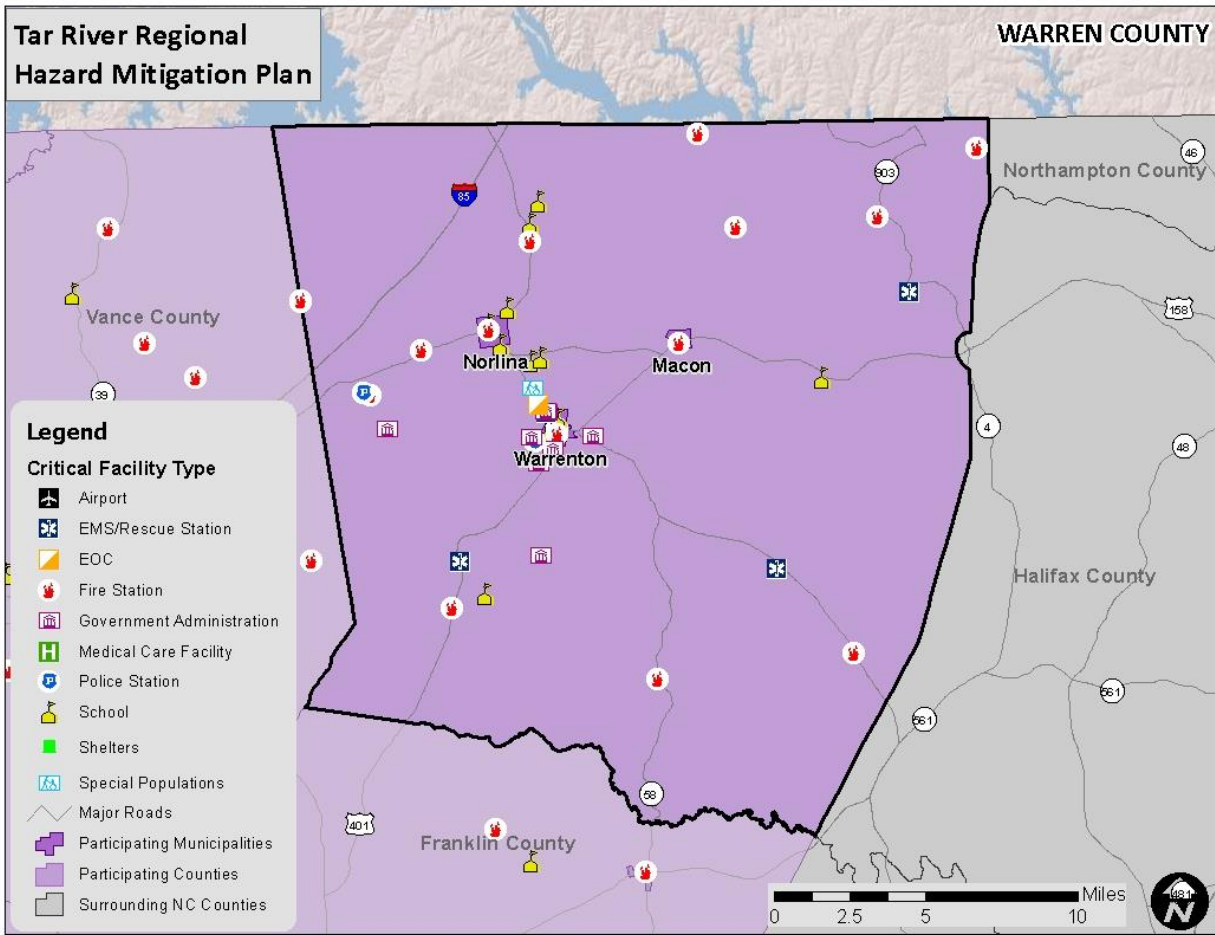 Tar River Regional
Hazard Mitigation Plan
WARREN COUNTY
46
903
Northampton County
85
158
Vance County
39
Norlina
Macon
4
48
Warrenton
Halifax County
561
561
58
401
Franklin County
Legend
Critical Facility Type
Airport
EMS/Rescue Station
EOC
Fire Station
Government Administration
H
Medical Care Facility
P
Police Station
School
Shelters
Special Populations
Major Roads
Participating Municipalities
Participating Counties
Surrounding NC Counties
Miles
0 2.5 5 10
481
N